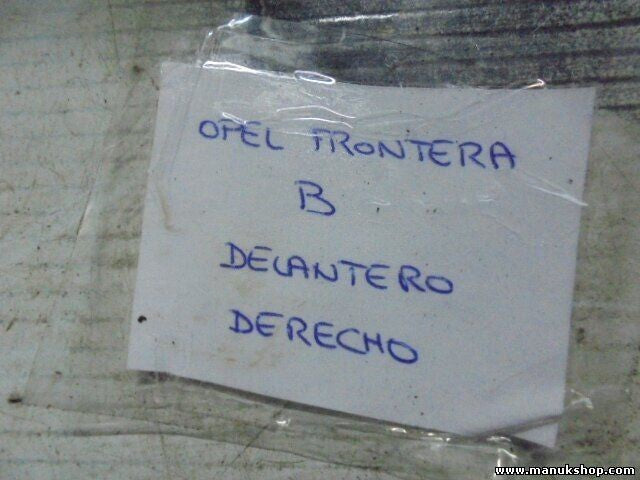 OPEL FRONTERA
B
DELANTERO
DERECHO
www.manukshop.com